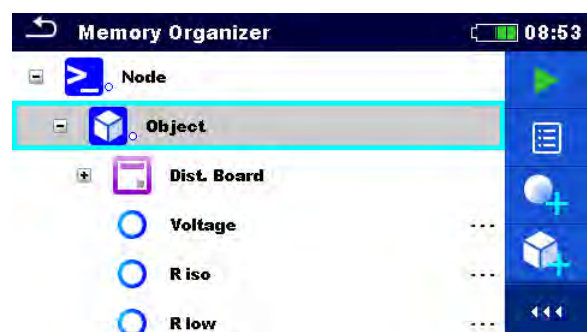 Memory Organizer 08:53
Node
Object
Dist. Board
Voltage ---
R iso ---
R low ---